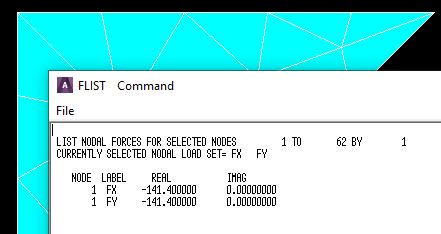 FLIST Command
File
LIST NODAL FORCES FOR SELECTED NODES 1 TO 62 BY 1
CURRENTLY SELECTED NODAL LOAD SET= FX FY
NODE LABEL REAL IMAG
1 FX -141.400000 0.00000000
1 FY -141.400000 0.00000000